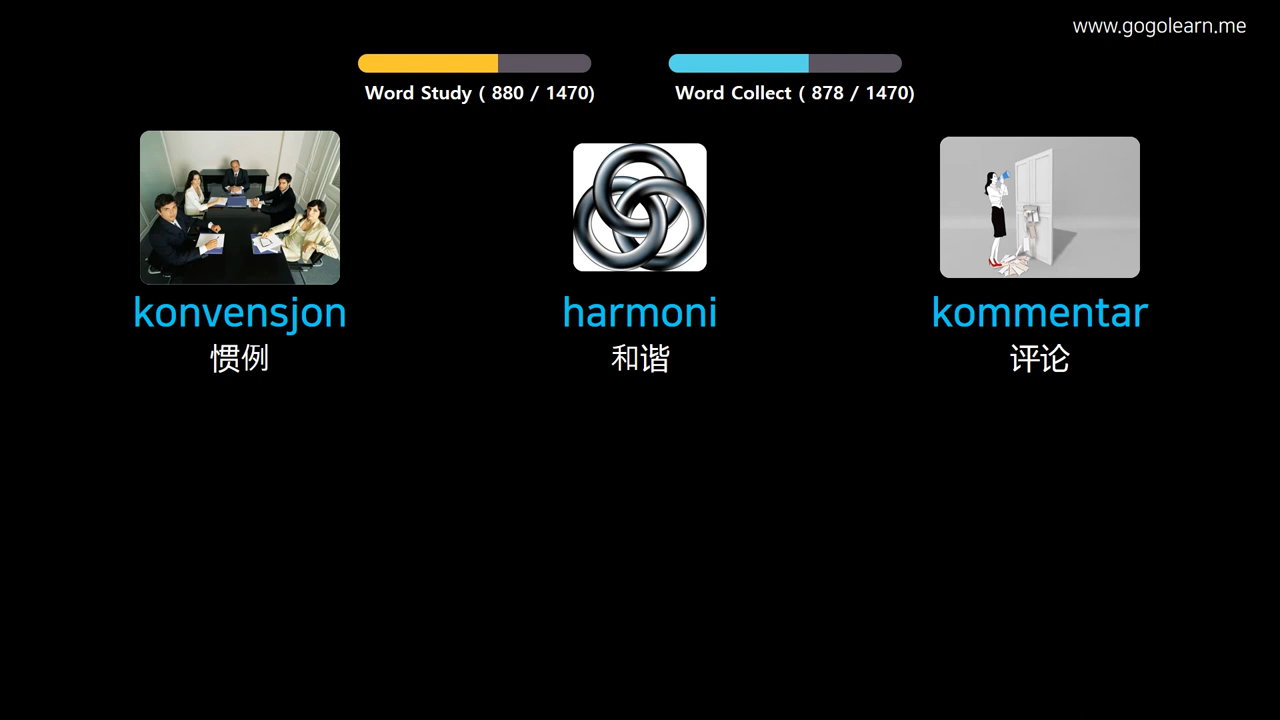 www.gogolearn.me
Word Study ( 880 / 1470)
Word Collect ( 878 / 1470)
konvensjon
惯例
harmoni
和谐
kommentar
评论